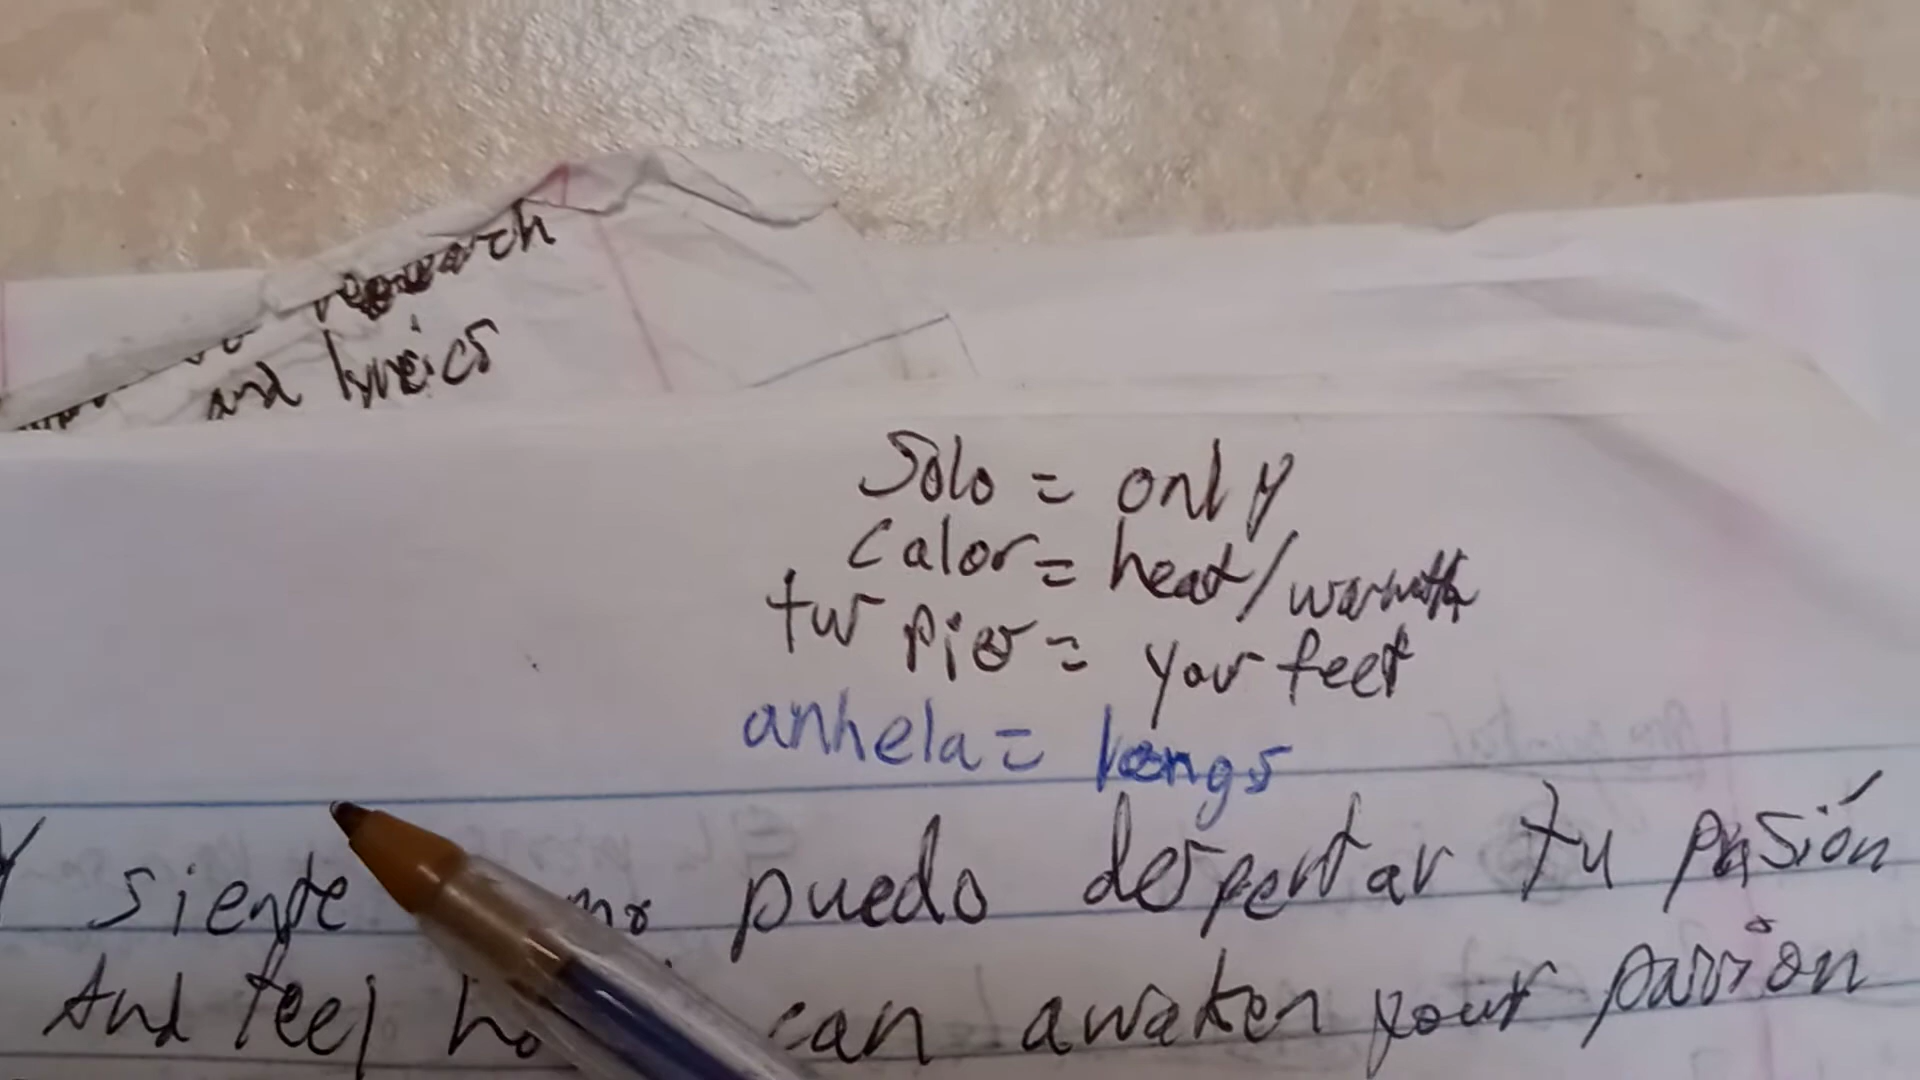 research
and lyrics
Solo = only
Calor = heat/warmth
tus pies = your feet
anhela = longs
Y siente puedo despertar tu pasión
And feel can awaken your passion